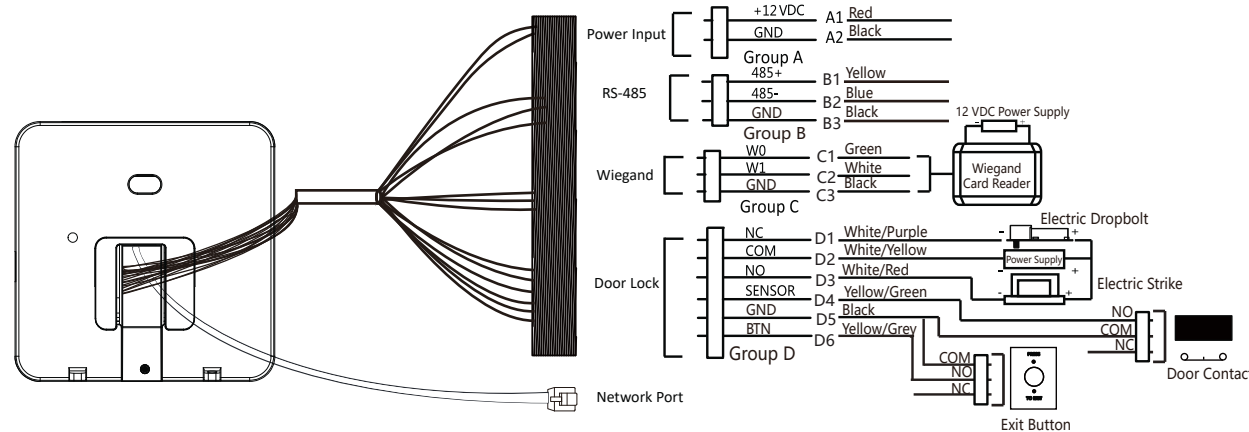 Power Input
+12VDC A1 Red
GND A2 Black
Group A
RS-485
485+ B1 Yellow
485- B2 Blue
GND B3 Black
Group B
12 VDC Power Supply
- +
Wiegand
W0 C1 Green
W1 C2 White
GND C3 Black
Group C
Wiegand
Card Reader
Door Lock
NC D1 White/Purple
COM D2 White/Yellow
NO D3 White/Red
SENSOR D4 Yellow/Green
GND D5 Black
BTN D6 Yellow/Grey
Group D
Electric Dropbolt
- +
Power Supply
- +
Electric Strike
- +
NO
COM
NC
Door Contac
COM
NO
NC
TO EXIT
Exit Button
Network Port